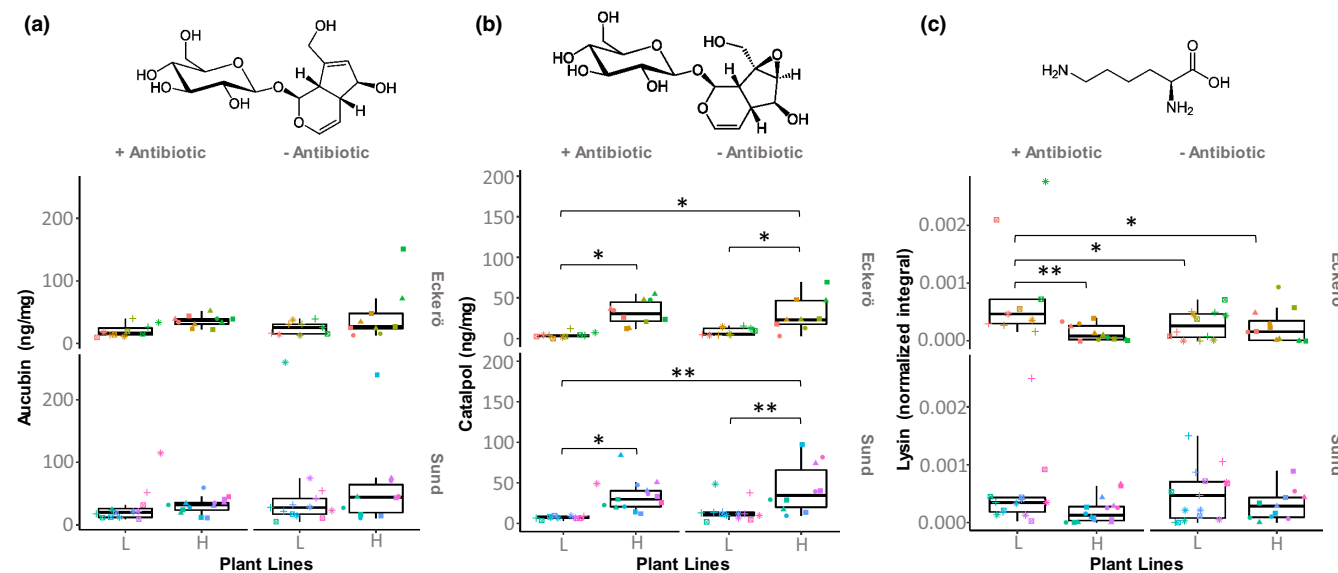 (a)
OH
OH
O
HO
HO
OH
O
H
OH
O
H
+ Antibiotic
- Antibiotic
Aucubin (ng/mg)
200
100
0
200
100
0
Eckerö
Sund
L
H
L
H
Plant Lines
(b)
OH
HO
O
HO
HO
OH
O
HO
O
H
O
H
OH
+ Antibiotic
- Antibiotic
Catalpol (ng/mg)
200
150
100
50
0
200
150
100
50
0
*
*
*
**
**
*
Eckerö
Sund
L
H
L
H
Plant Lines
(c)
H2N
O
OH
NH2
+ Antibiotic
- Antibiotic
Lysin (normalized integral)
0.002
0.001
0.000
0.002
0.001
0.000
*
*
**
Eckerö
Sund
L
H
L
H
Plant Lines